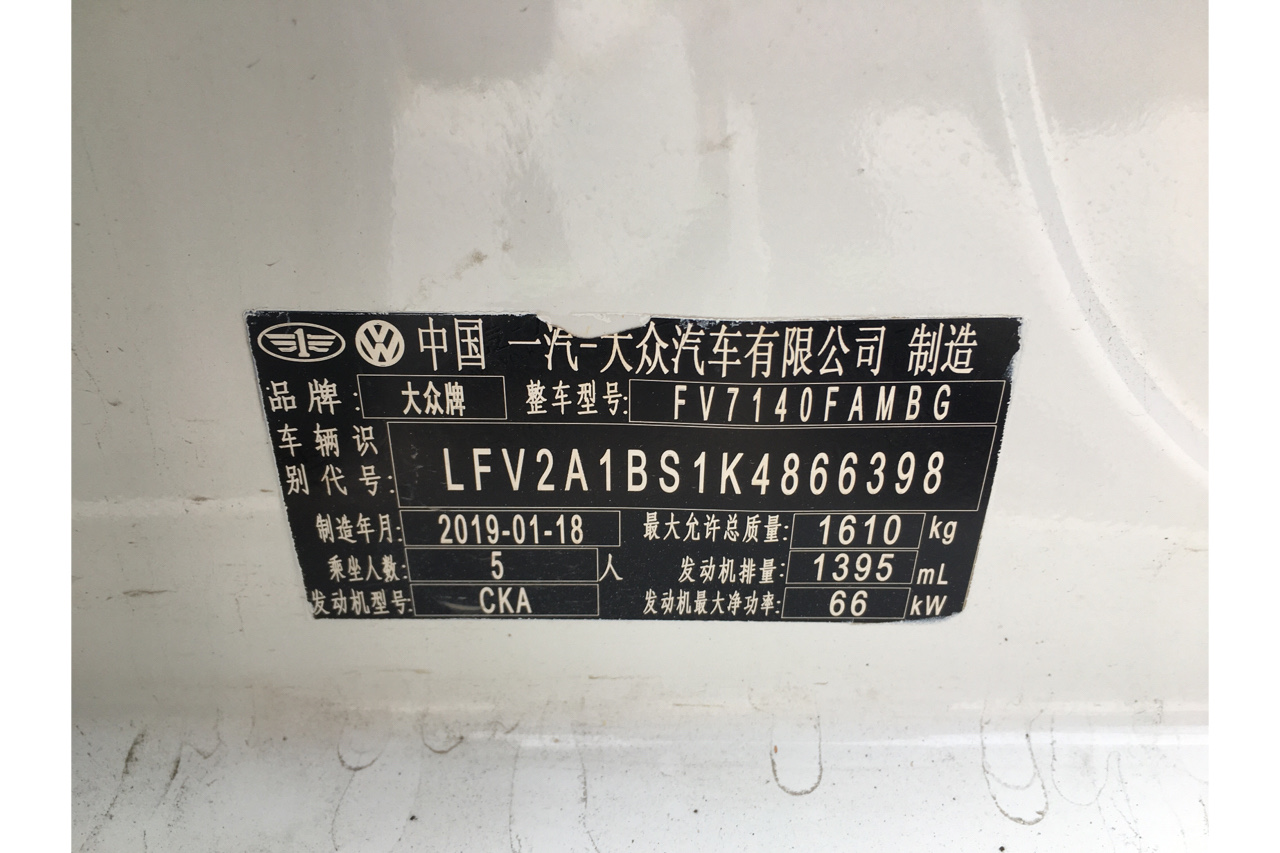 中国 一汽-大众汽车有限公司 制造
品牌: 大众牌 整车型号: FV7140FAMBG
车辆识别代号: LFV2A1BS1K4866398
制造年月: 2019-01-18 最大允许总质量: 1610 kg
乘坐人数: 5 人 发动机排量: 1395 mL
发动机型号: CKA 发动机最大净功率: 66 kW